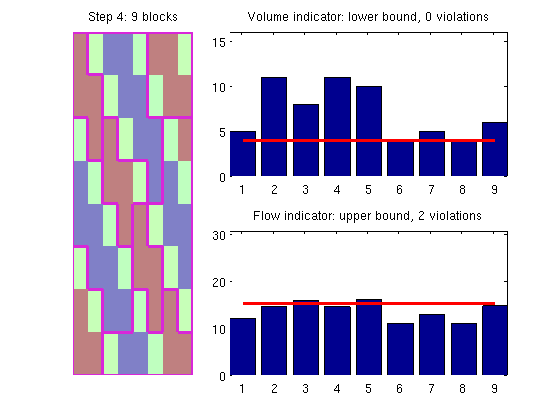 Step 4: 9 blocks
Volume indicator: lower bound, 0 violations
15
10
5
0
1 2 3 4 5 6 7 8 9
Flow indicator: upper bound, 2 violations
30
20
10
0
1 2 3 4 5 6 7 8 9